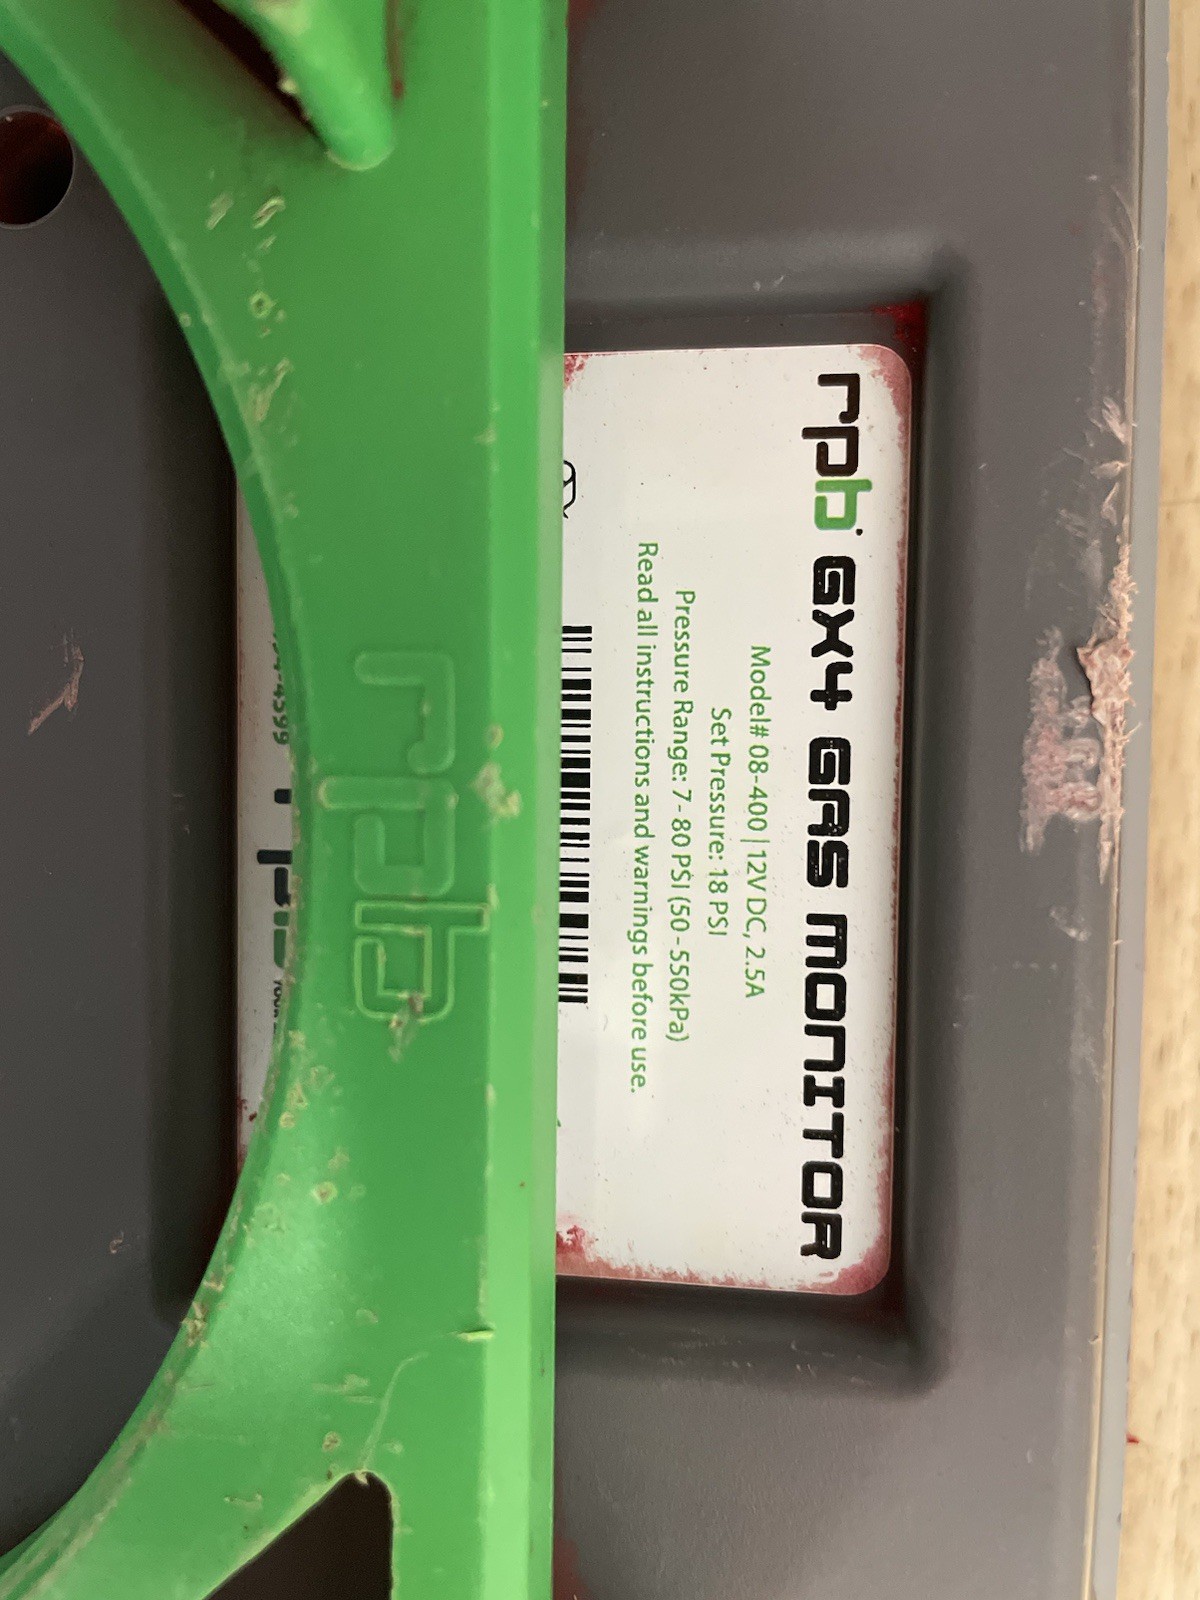 rpb GX4 GAS MONITOR
Model# 08-400 | 12V DC, 2.5A
Set Pressure: 18 PSI
Pressure Range: 7 - 80 PSI (50 - 550kPa)
Read all instructions and warnings before use.
rpb
-4599